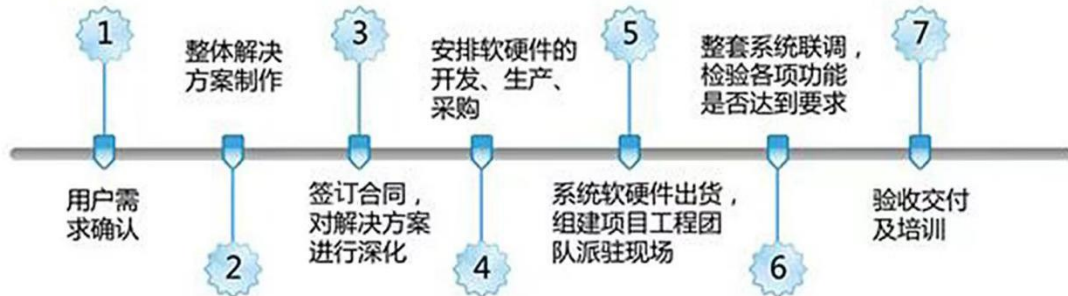 1
用户需
求确认
整体解决
方案制作
2
3
签订合同，
对解决方案
进行深化
安排软硬件的
开发、生产、
采购
4
5
系统软硬件出货，
组建项目工程团
队派驻现场
整套系统联调，
检验各项功能
是否达到要求
6
7
验收交付
及培训